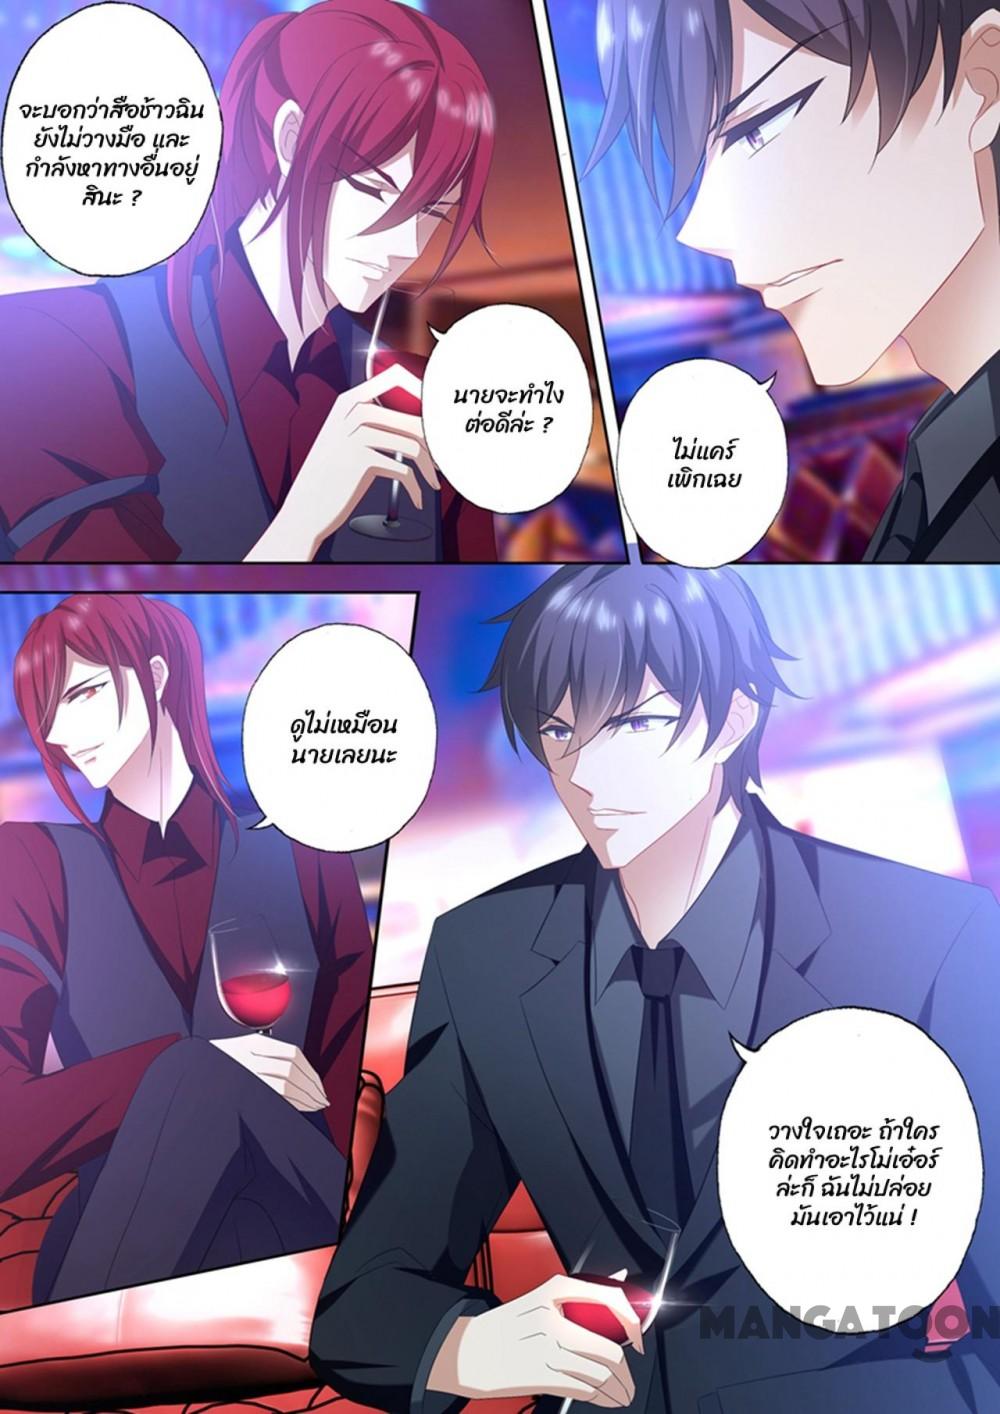 จะบอกว่าสือช้าวฉิน
ยังไม่วางมือ และ
กำลังหาทางอื่นอยู่
สินะ ?
นายจะทำไง
ต่อดีล่ะ ?
ไม่แคร์
เพิกเฉย
ดูไม่เหมือน
นายเลยนะ
วางใจเถอะ ถ้าใคร
คิดทำอะไรโม่เอ๋อร์
ล่ะก็ ฉันไม่ปล่อย
มันเอาไว้แน่ !
MANGATOON